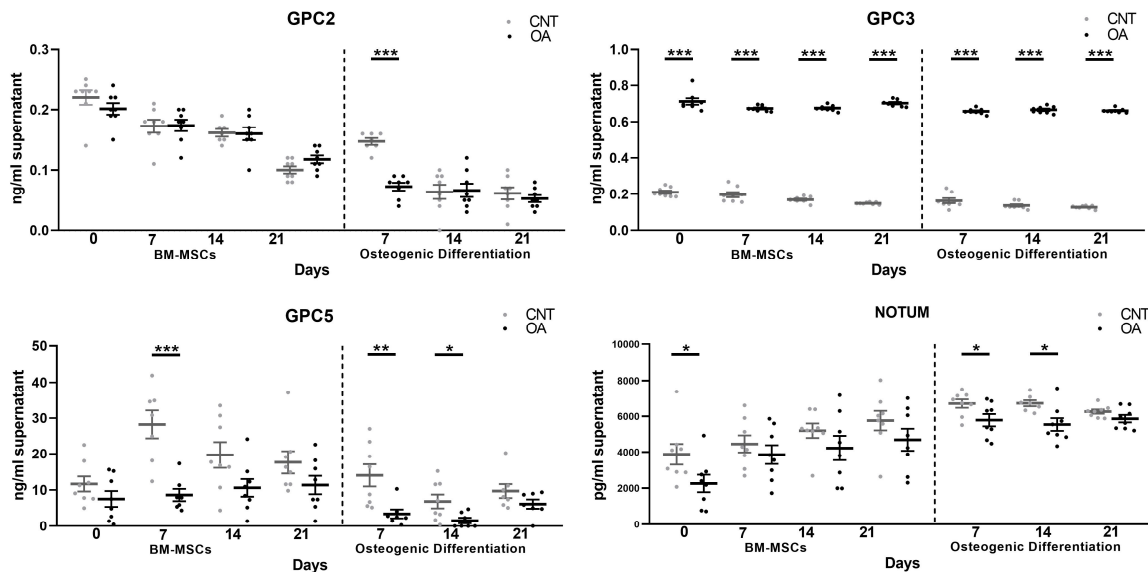 GPC2
CNT
OA
ng/ml supernatant
0.3
0.2
0.1
0.0
***
0 7 14 21 7 14 21
BM-MSCs Osteogenic Differentiation
Days
GPC3
CNT
OA
ng/ml supernatant
1.0
0.8
0.6
0.4
0.2
0.0
*** *** *** *** *** *** ***
0 7 14 21 7 14 21
BM-MSCs Osteogenic Differentiation
Days
GPC5
CNT
OA
ng/ml supernatant
50
40
30
20
10
0
*** ** *
0 7 14 21 7 14 21
BM-MSCs Osteogenic Differentiation
Days
NOTUM
CNT
OA
pg/ml supernatant
10000
8000
6000
4000
2000
0
* * *
0 7 14 21 7 14 21
BM-MSCs Osteogenic Differentiation
Days